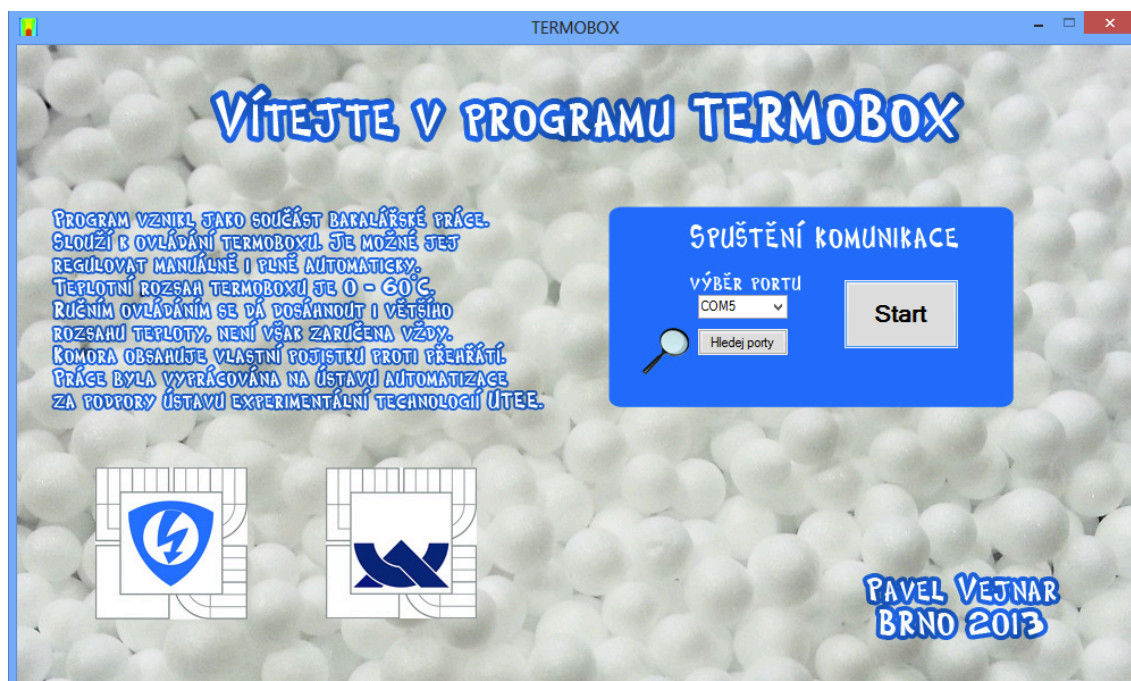 TERMOBOX
Vítejte v programu TERMOBOX
Program vznikl jako součást bakalářské práce.
Slouží k ovládání termoboxu. Je možné jej
regulovat manuálně i plně automaticky.
Teplotní rozsah termoboxu je 0 - 60°C.
Ručním ovládáním se dá dosáhnout i většího
rozsahu teploty, není však zaručena vždy.
Komora obsahuje vlastní pojistku proti přehřátí.
Práce byla vyprácována na ústavu automatizace
za podpory ústavu experimentální technologií UTEE.
Spuštění komunikace
výběr portu
COM5
Hledej porty
Start
Pavel Vejnar
BRNO 2013